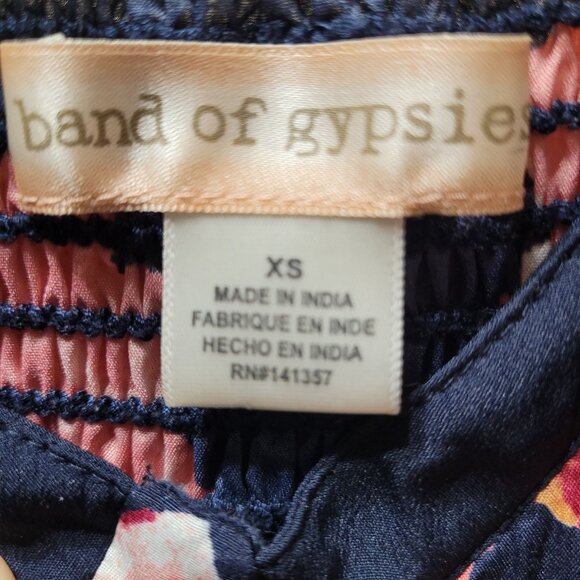 band of gypsies
XS
MADE IN INDIA
FABRIQUE EN INDE
HECHO EN INDIA
RN#141357